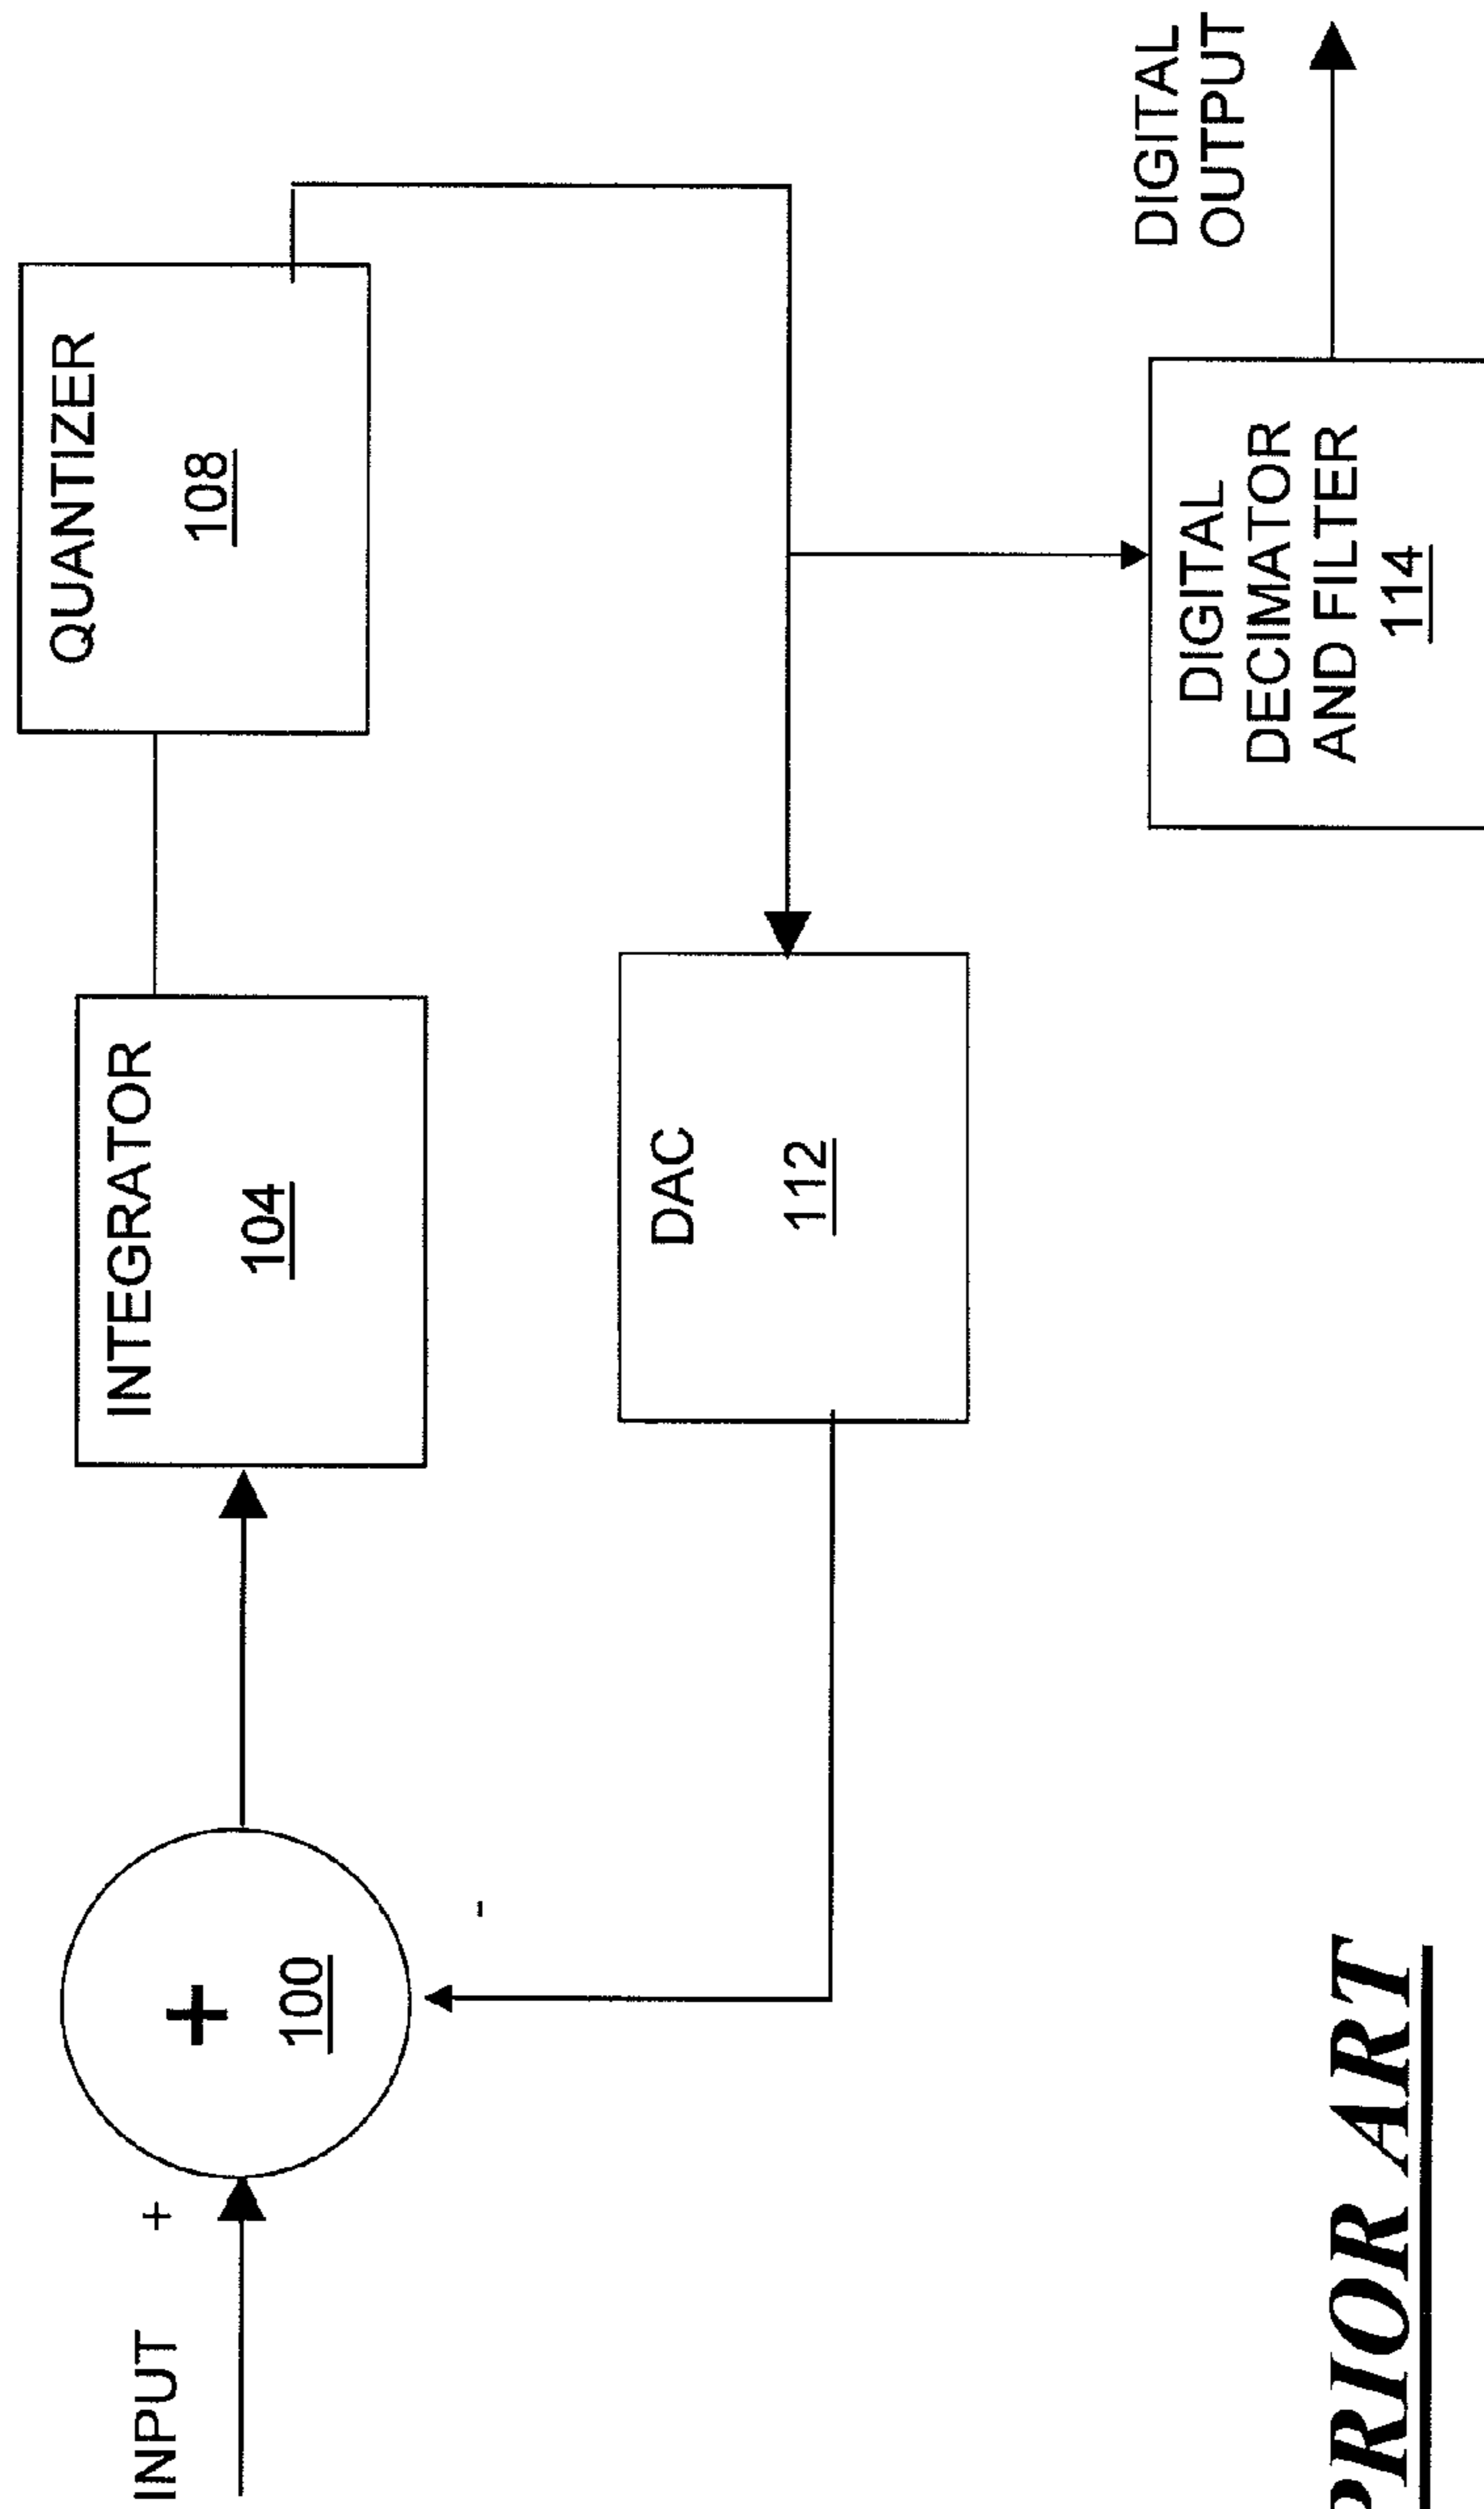 INPUT
+
+
100
-
INTEGRATOR
104
QUANTIZER
108
DAC
112
DIGITAL
DECIMATOR
AND FILTER
114
DIGITAL
OUTPUT
PRIOR ART